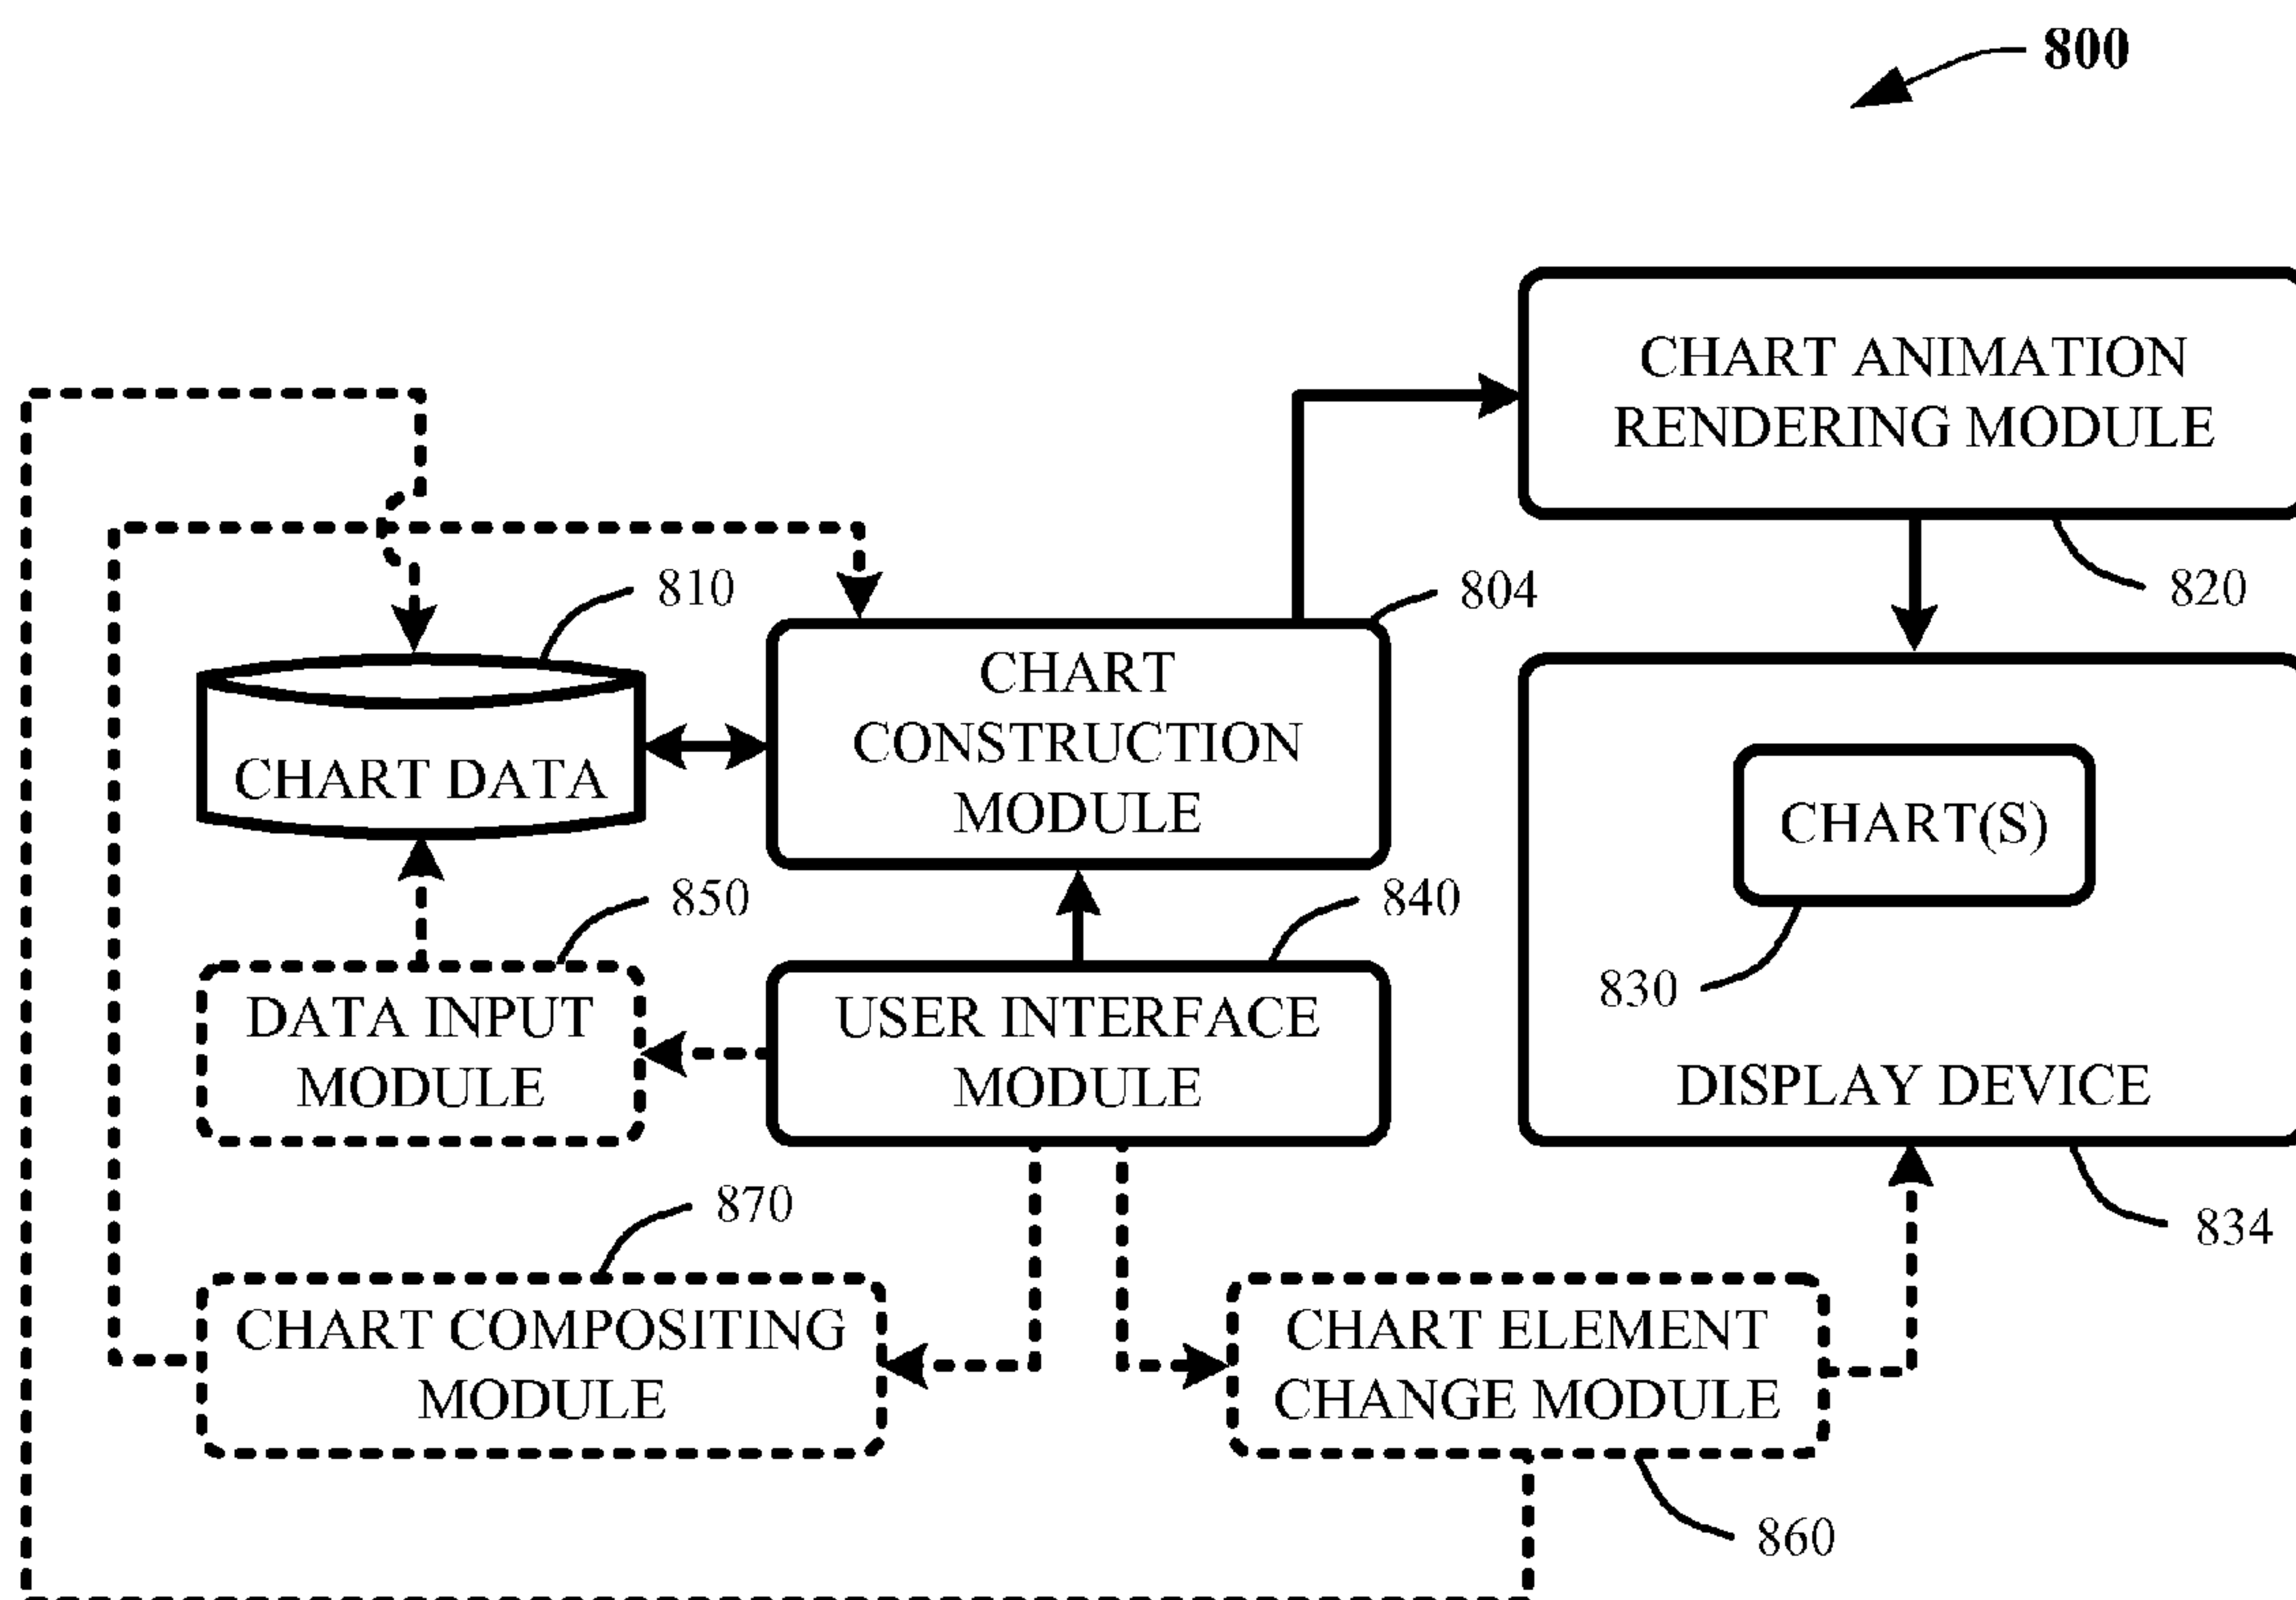 800
CHART ANIMATION
RENDERING MODULE
820
810
804
CHART
CONSTRUCTION
MODULE
CHART DATA
CHART(S)
830
DISPLAY DEVICE
834
850
840
DATA INPUT
MODULE
USER INTERFACE
MODULE
870
CHART COMPOSITING
MODULE
CHART ELEMENT
CHANGE MODULE
860